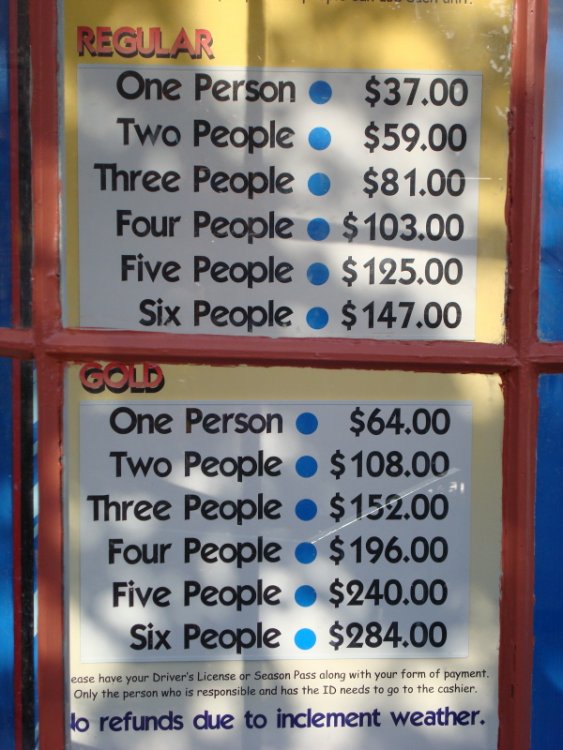 REGULAR
One Person $37.00
Two People $59.00
Three People $81.00
Four People $103.00
Five People $125.00
Six People $147.00
GOLD
One Person $64.00
Two People $108.00
Three People $152.00
Four People $196.00
Five People $240.00
Six People $284.00
ease have your Driver's License or Season Pass along with your form of payment.
Only the person who is responsible and has the ID needs to go to the cashier.
No refunds due to inclement weather.